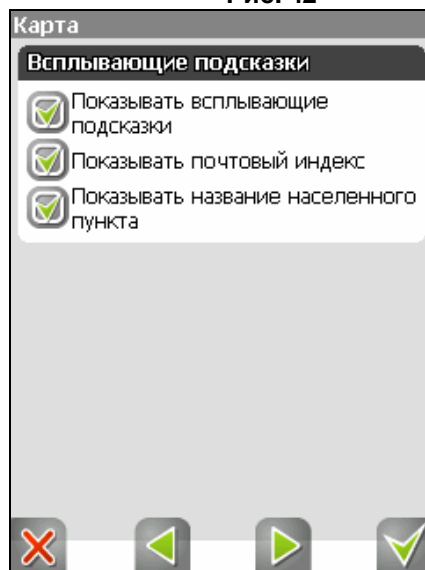 Карта
Всплывающие подсказки
Показывать всплывающие
подсказки
Показывать почтовый индекс
Показывать название населенного
пункта